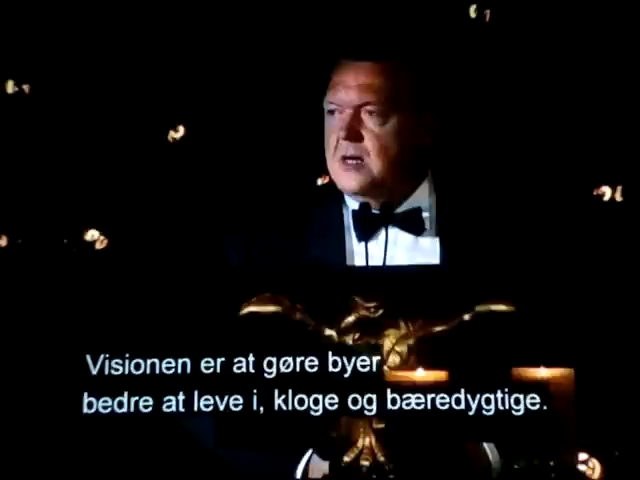 Visionen er at gøre byer
bedre at leve i, kloge og bæredygtige.